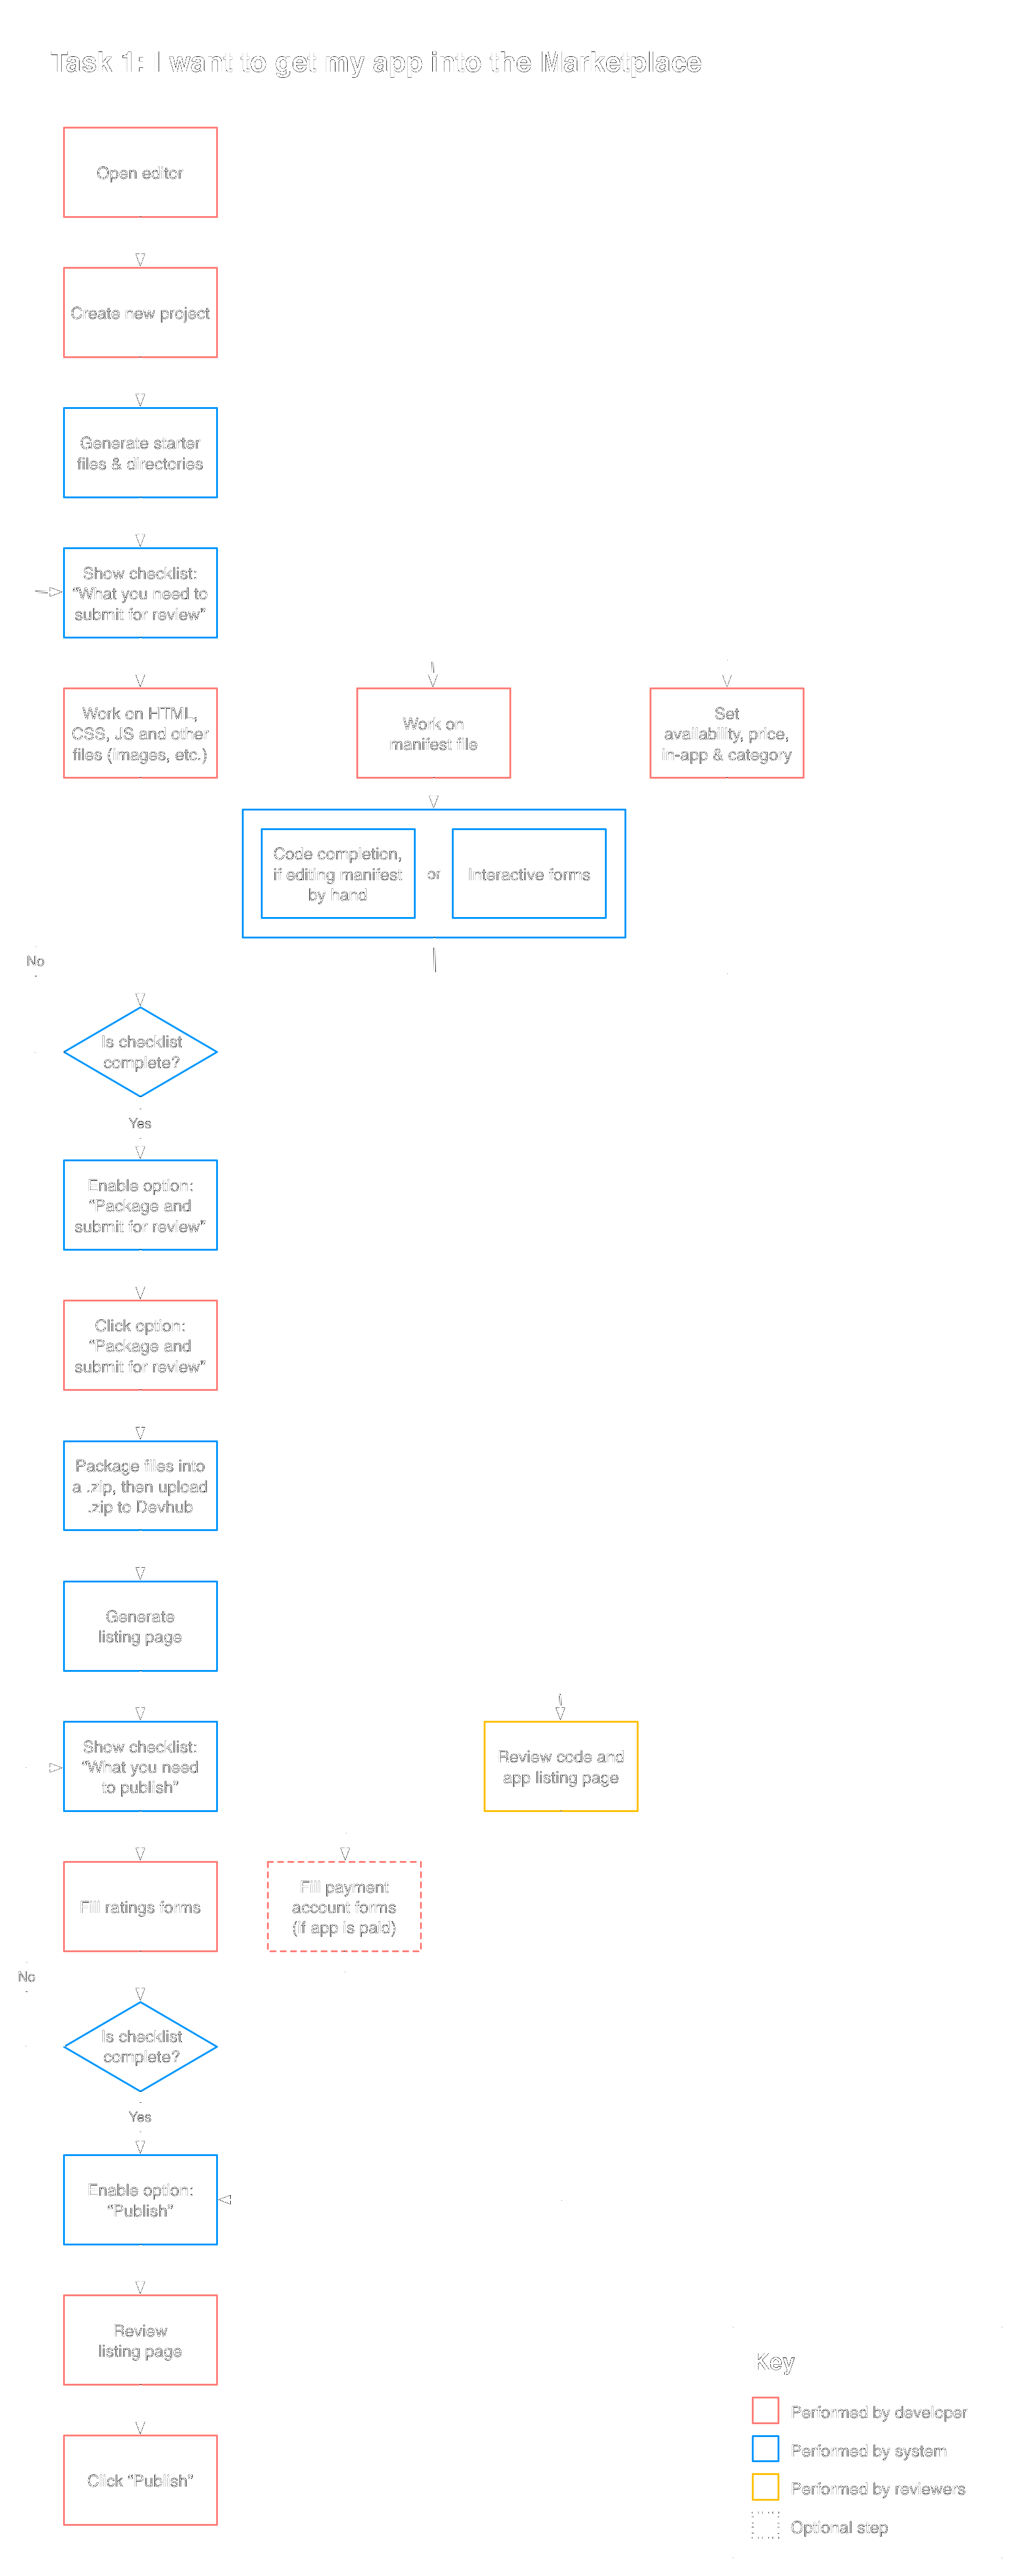 Task 1: I want to get my app into the Marketplace
Open editor
Create new project
Generate starter
files & directories
Show checklist:
“What you need to
submit for review”
Work on HTML,
CSS, JS and other
files (images, etc.)
Work on
manifest file
Set
availability, price,
in-app & category
Code completion,
if editing manifest
by hand
or
Interactive forms
No
Is checklist
complete?
Yes
Enable option:
“Package and
submit for review”
Click option:
“Package and
submit for review”
Package files into
a .zip, then upload
.zip to Devhub
Generate
listing page
Show checklist:
“What you need
to publish”
Review code and
app listing page
Fill ratings forms
Fill payment
account forms
(if app is paid)
No
Is checklist
complete?
Yes
Enable option:
“Publish”
Review
listing page
Click “Publish”
Key
Performed by developer
Performed by system
Performed by reviewers
Optional step